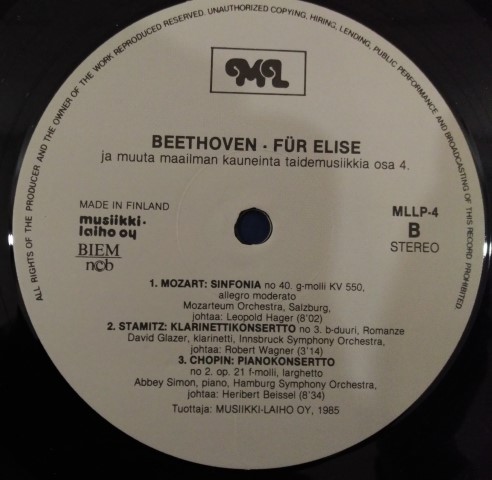 ALL RIGHTS OF THE PRODUCER AND THE OWNER OF THE WORK REPRODUCED RESERVED. UNAUTHORIZED COPYING, HIRING, LENDING, PUBLIC PERFORMANCE AND BROADCASTING OF THIS RECORD PROHIBITED.
ML
BEETHOVEN · FÜR ELISE
ja muuta maailman kauneinta taidemusiikkia osa 4.
MADE IN FINLAND
musiikki-
laiho oy
BIEM
ncb
MLLP-4
B
STEREO
1. MOZART: SINFONIA no 40. g-molli KV 550,
allegro moderato
Mozarteum Orchestra, Salzburg,
johtaa: Leopold Hager (8'02)
2. STAMITZ: KLARINETTIKONSERTTO no 3. b-duuri, Romanze
David Glazer, klarinetti, Innsbruck Symphony Orchestra,
johtaa: Robert Wagner (3'14)
3. CHOPIN: PIANOKONSERTTO
no 2. op. 21 f-molli, larghetto
Abbey Simon, piano, Hamburg Symphony Orchestra,
johtaa: Heribert Beissel (8'34)
Tuottaja: MUSIIKKI-LAIHO OY, 1985